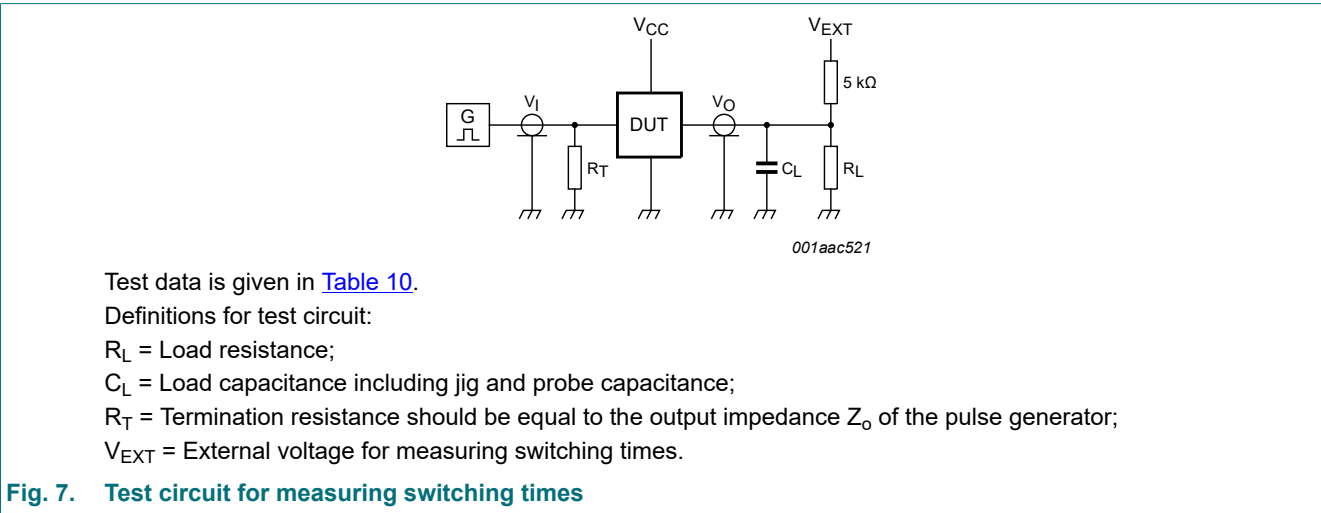 VCC
VEXT
5 kΩ
G
VI
DUT
VO
RT
CL
RL
001aac521
Test data is given in Table 10.
Definitions for test circuit:
RL = Load resistance;
CL = Load capacitance including jig and probe capacitance;
RT = Termination resistance should be equal to the output impedance Zo of the pulse generator;
VEXT = External voltage for measuring switching times.
Fig. 7. Test circuit for measuring switching times